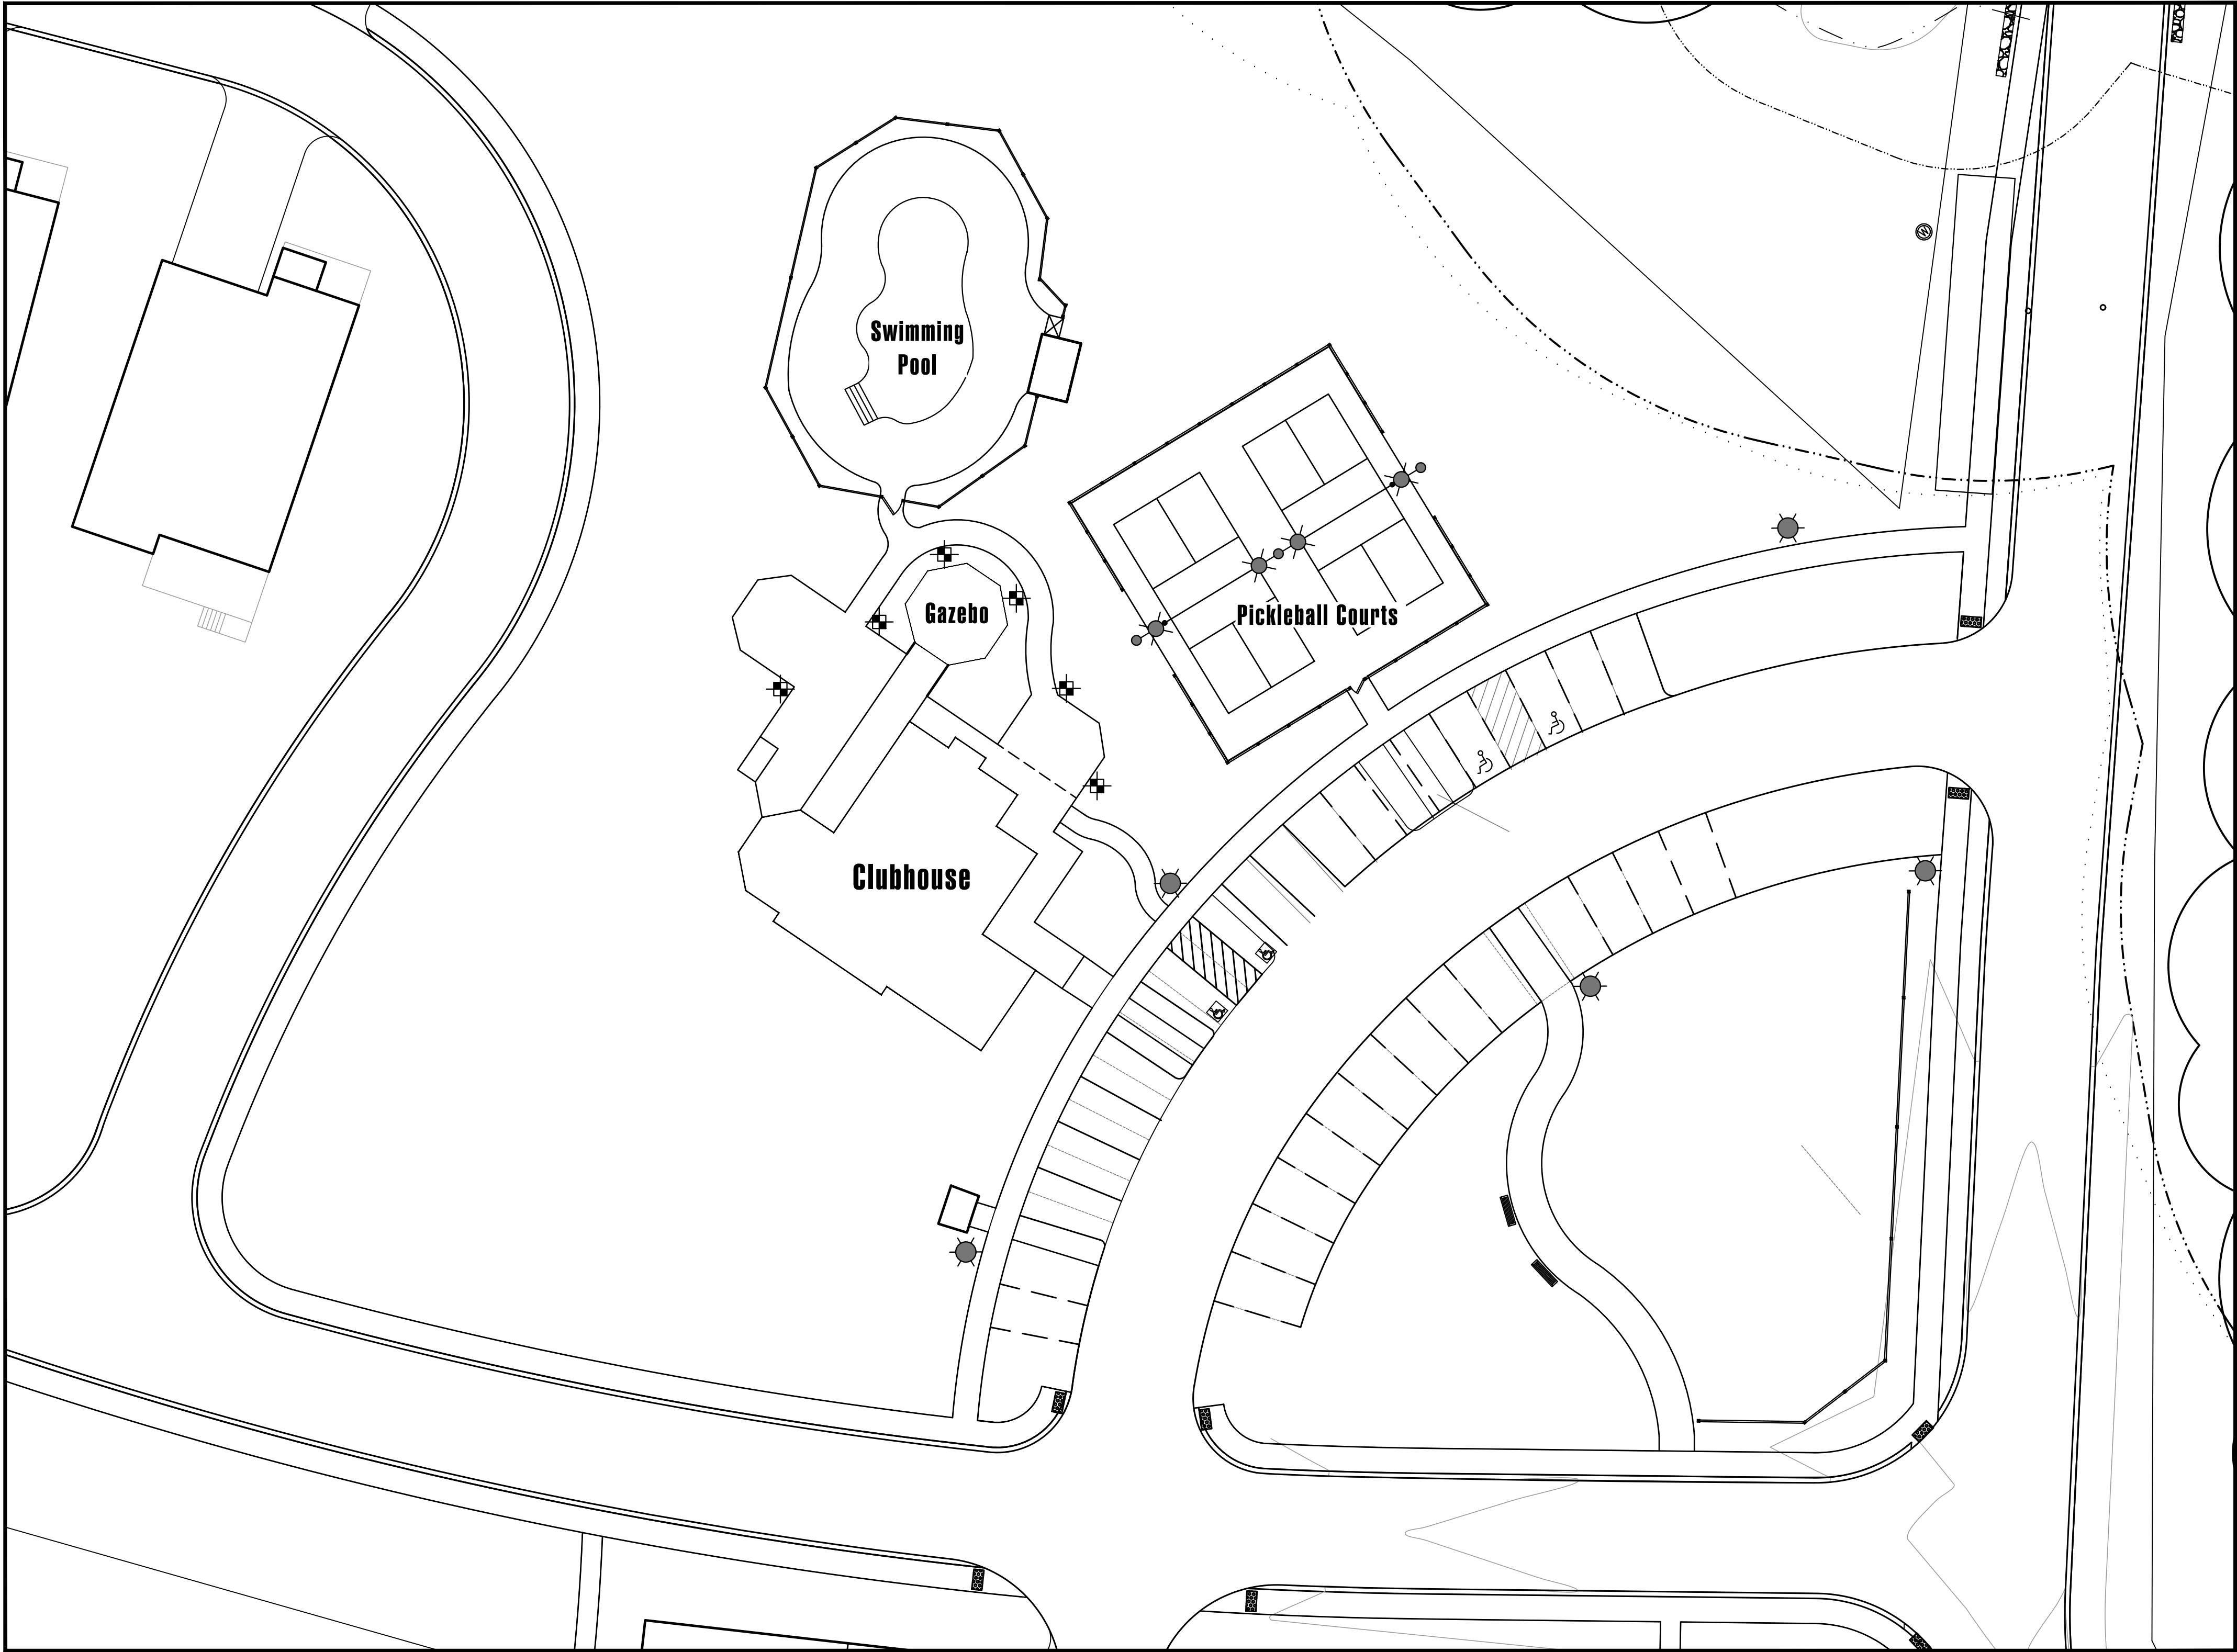 Swimming
Pool
Gazebo
Pickleball Courts
Clubhouse
W